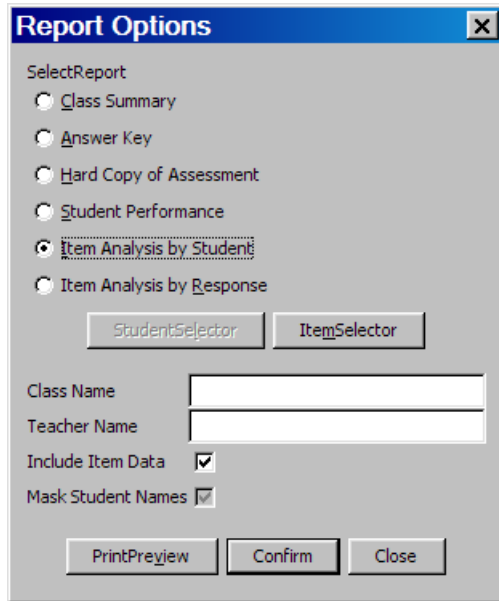 Report Options
SelectReport
Class Summary
Answer Key
Hard Copy of Assessment
Student Performance
Item Analysis by Student
Item Analysis by Response
StudentSelector ItemSelector
Class Name
Teacher Name
Include Item Data
Mask Student Names
PrintPreview Confirm Close